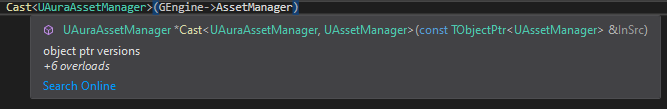 Cast<UAuraAssetManager>(GEngine->AssetManager)
UAuraAssetManager *Cast<UAuraAssetManager, UAssetManager>(const TObjectPtr<UAssetManager> &InSrc)
object ptr versions
+6 overloads
Search Online